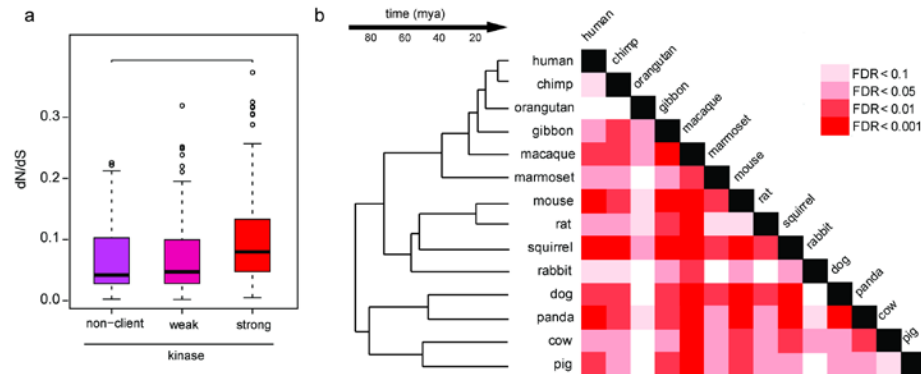 a
dN/dS
0.3
0.2
0.1
0.0
non-client
weak
strong
kinase
b
time (mya)
80
60
40
20
human
chimp
orangutan
gibbon
macaque
marmoset
mouse
rat
squirrel
rabbit
dog
panda
cow
pig
human
chimp
orangutan
gibbon
macaque
marmoset
mouse
rat
squirrel
rabbit
dog
panda
cow
pig
FDR < 0.1
FDR < 0.05
FDR < 0.01
FDR < 0.001